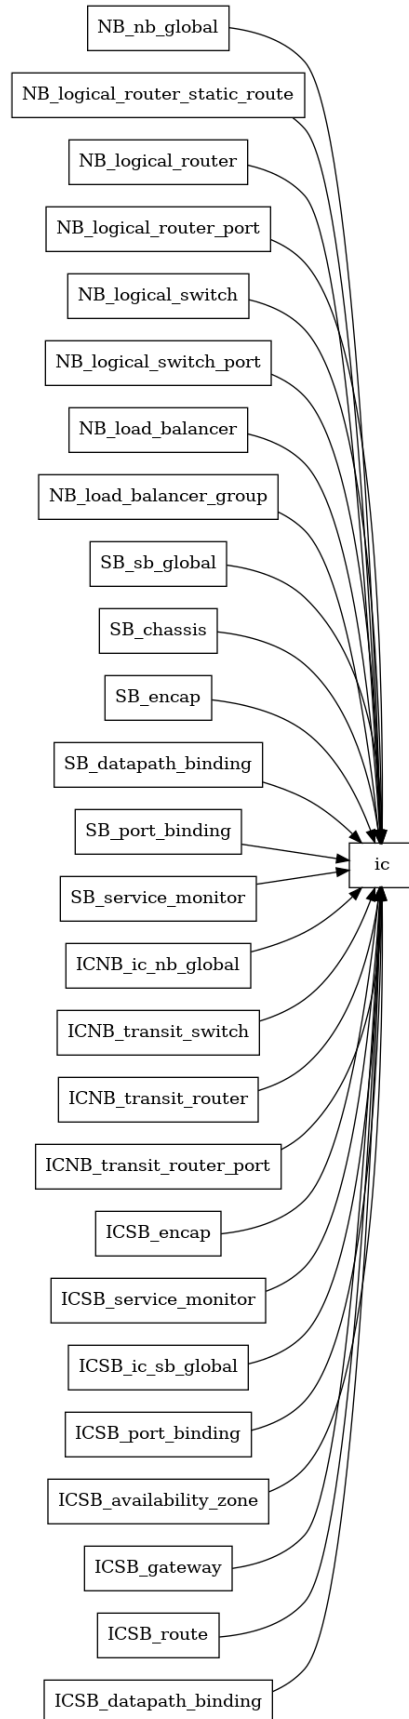 NB_nb_global
NB_logical_router_static_route
NB_logical_router
NB_logical_router_port
NB_logical_switch
NB_logical_switch_port
NB_load_balancer
NB_load_balancer_group
SB_sb_global
SB_chassis
SB_encap
SB_datapath_binding
SB_port_binding
ic
SB_service_monitor
ICNB_ic_nb_global
ICNB_transit_switch
ICNB_transit_router
ICNB_transit_router_port
ICSB_encap
ICSB_service_monitor
ICSB_ic_sb_global
ICSB_port_binding
ICSB_availability_zone
ICSB_gateway
ICSB_route
ICSB_datapath_binding